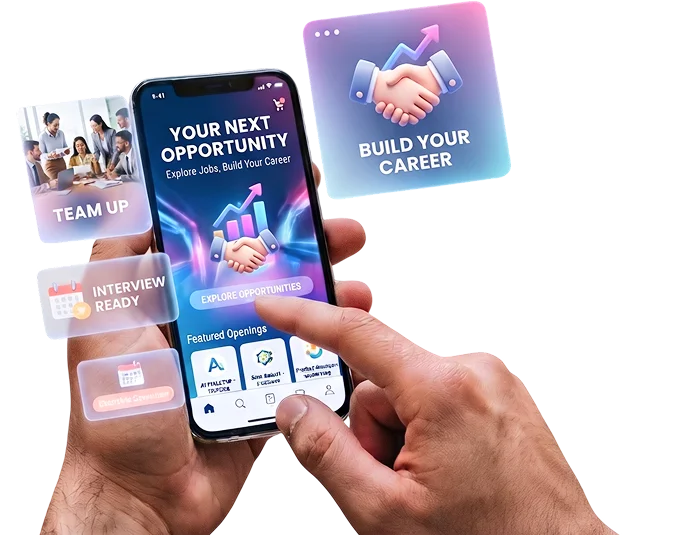 9:41
YOUR NEXT
OPPORTUNITY
Explore Jobs, Build Your Career
EXPLORE OPPORTUNITIES
Featured Openings
BUILD YOUR
CAREER
TEAM UP
INTERVIEW
READY